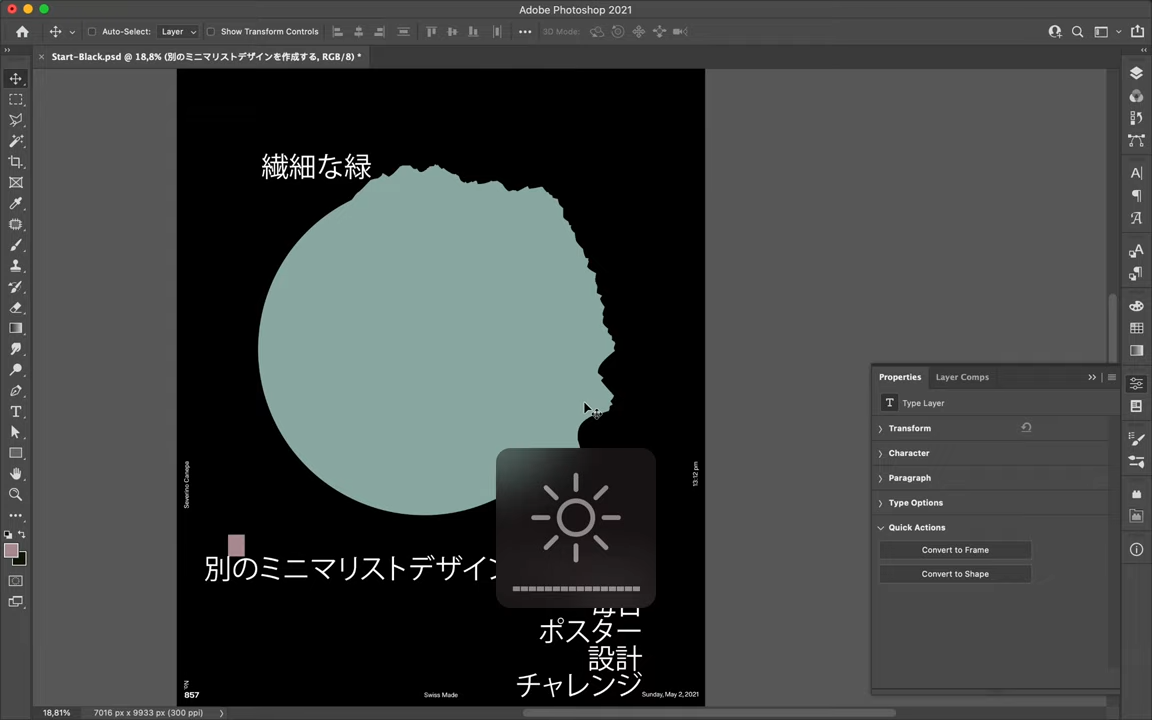 Adobe Photoshop 2021
Auto-Select: Layer Show Transform Controls 3D Mode:
Start-Black.psd @ 18,8% (別のミニマリストデザインを作成する, RGB/8) *
繊細な緑
Severino Canepa
13:12 pm
別のミニマリストデザイン
毎日
ポスター
設計
チャレンジ
Nº
857
Swiss Made
Sunday, May 2, 2021
Properties Layer Comps
Type Layer
Transform
Character
Paragraph
Type Options
Quick Actions
Convert to Frame
Convert to Shape
18,81% 7016 px x 9933 px (300 ppi)